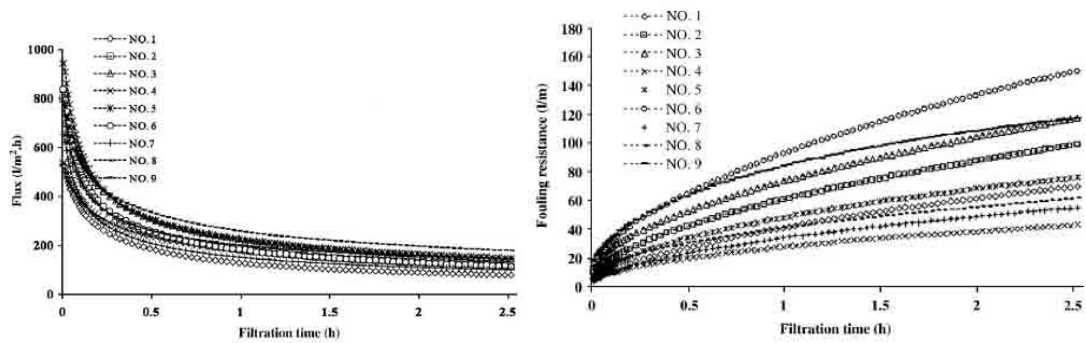 1000
800
600
400
200
0
Flux (l/m².h)
0
0.5
1
1.5
2
2.5
Filtration time (h)
NO. 1
NO. 2
NO. 3
NO. 4
NO. 5
NO. 6
NO. 7
NO. 8
NO. 9
180
160
140
120
100
80
60
40
20
0
Fouling resistance (l/m)
0
0.5
1
1.5
2
2.5
Filtration time (h)
NO. 1
NO. 2
NO. 3
NO. 4
NO. 5
NO. 6
NO. 7
NO. 8
NO. 9